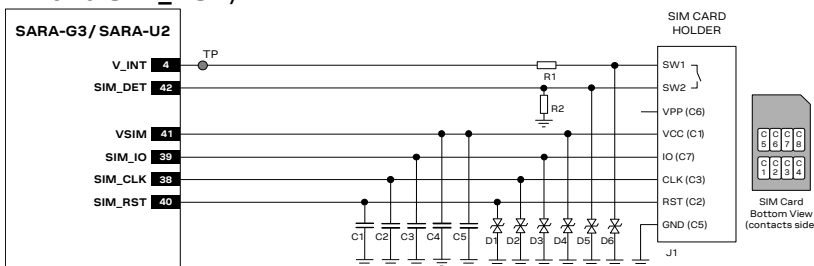 SIM CARD
HOLDER
SARA-G3 / SARA-U2
TP
V_INT 4
R1
SW1
SIM_DET 42
SW2
R2
VPP (C6)
VSIM 41
VCC (C1)
SIM_IO 39
IO (C7)
SIM_CLK 38
CLK (C3)
SIM_RST 40
RST (C2)
GND (C5)
C1 C2 C3 C4 C5 D1 D2 D3 D4 D5 D6
J1
C5 C6 C7 C8
C1 C2 C3 C4
SIM Card
Bottom View
(contacts side